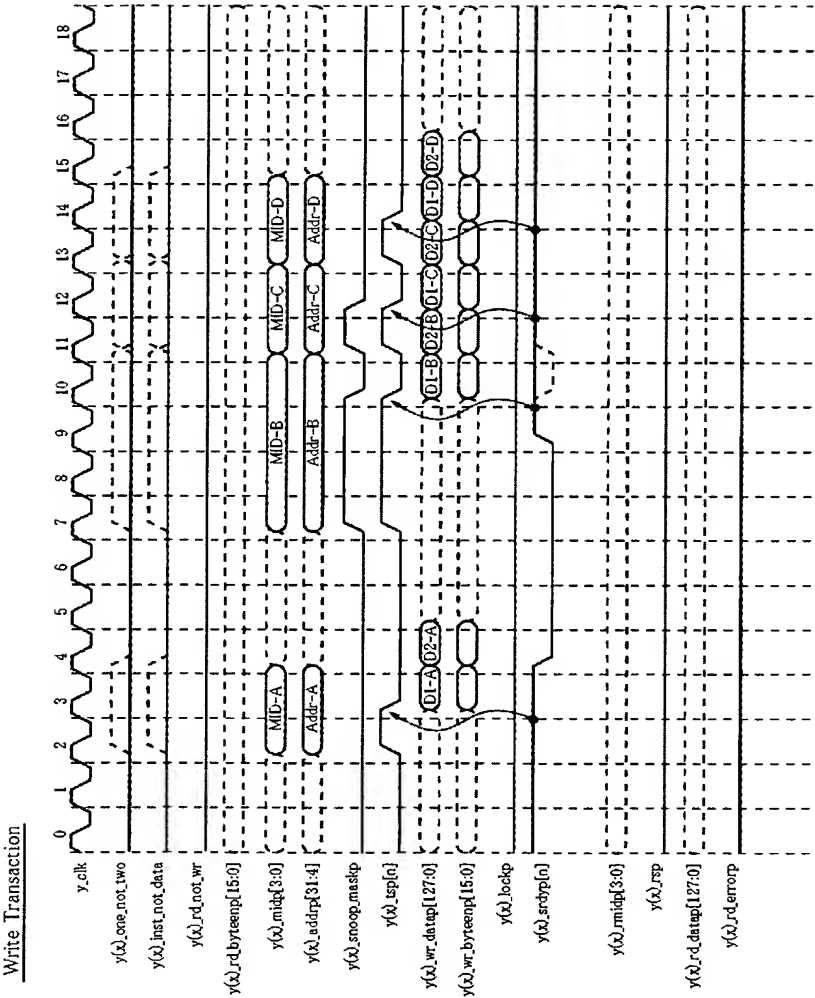 Write Transaction
0 1 2 3 4 5 6 7 8 9 10 11 12 13 14 15 16 17 18
y_clk
y(x)_one_not_two
y(x)_inst_not_data
y(x)_rd_not_wr
y(x)_rd_byteenp[15:0]
y(x)_midp[3:0] MID-A MID-B MID-C MID-D
y(x)_addrp[31:4] Addr-A Addr-B Addr-C Addr-D
y(x)_snoop_maskp
y(x)_tsp[n]
y(x)_wr_datap[127:0] D1-A D2-A D1-B D2-B D1-C D2-C D1-D D2-D
y(x)_wr_byteenp[15:0]
y(x)_lockp
y(x)_srdyp[n]
y(x)_rmidp[3:0]
y(x)_rsp
y(x)_rd_datap[127:0]
y(x)_rd_errorp